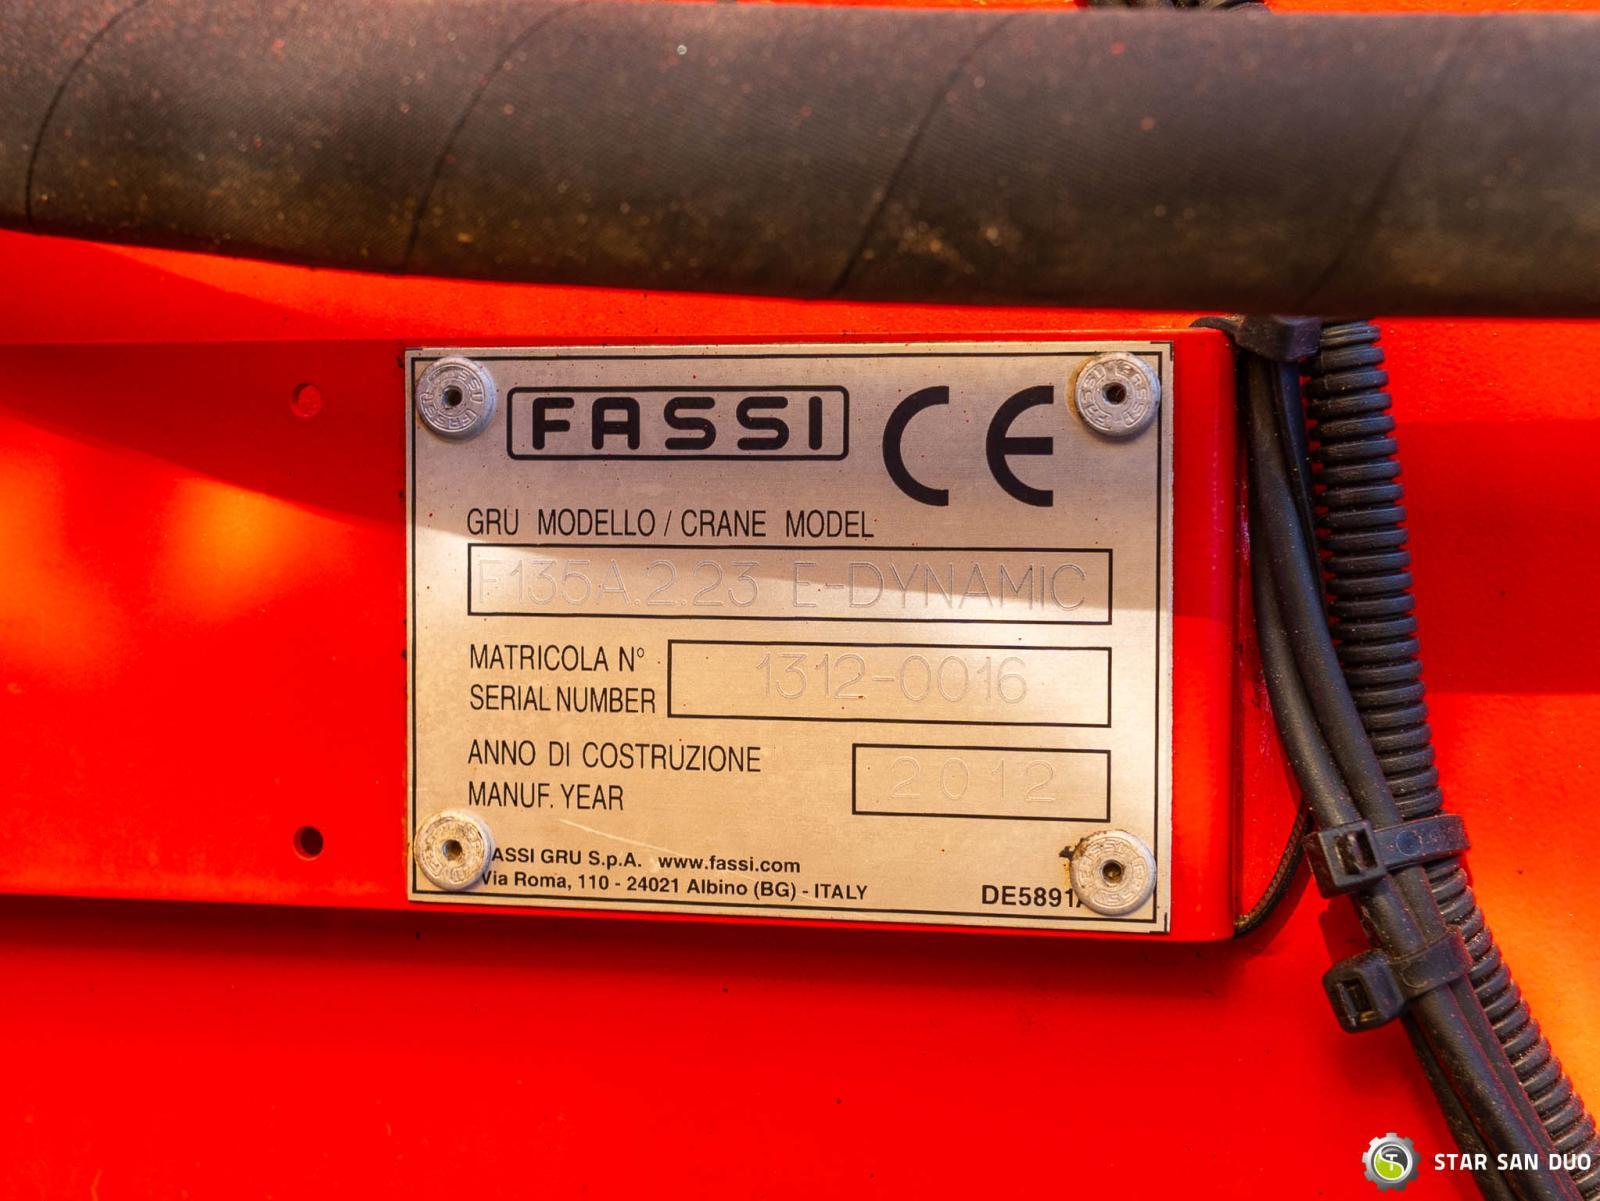 FASSI CE
GRU MODELLO / CRANE MODEL
F135A.2.23 E-DYNAMIC
MATRICOLA N°
SERIAL NUMBER
1312-0016
ANNO DI COSTRUZIONE
MANUF. YEAR
2012
ASSI GRU S.p.A. www.fassi.com
Via Roma, 110 - 24021 Albino (BG) - ITALY
DE5891
STAR SAN DUO